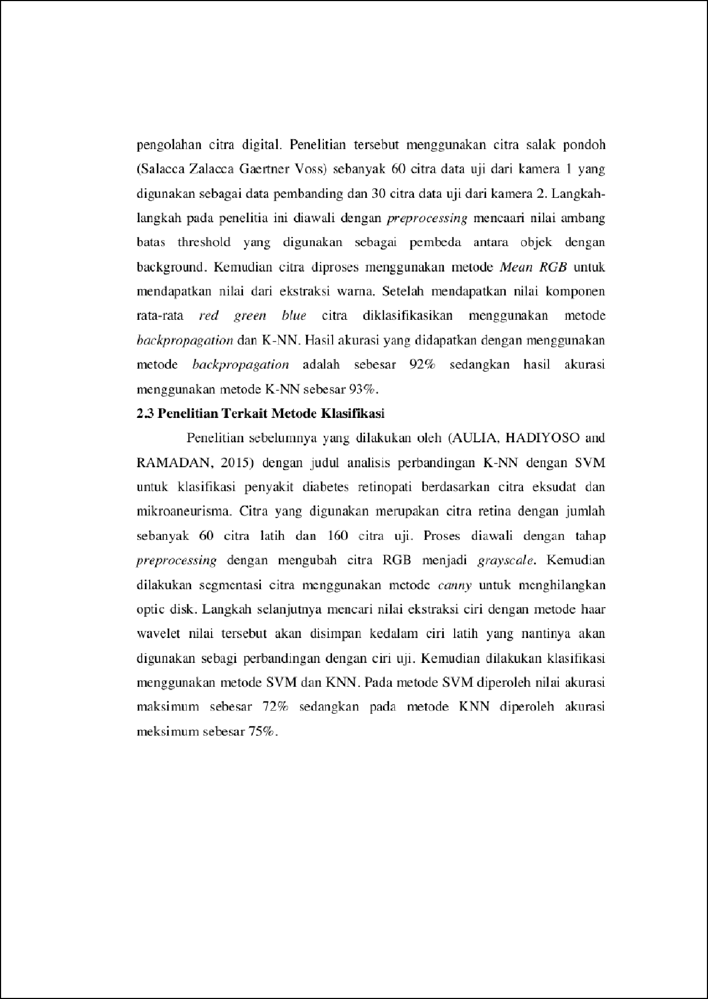 pengolahan citra digital. Penelitian tersebut menggunakan citra salak pondoh
(Salacca Zalacca Gaertner Voss) sebanyak 60 citra data uji dari kamera 1 yang
digunakan sebagai data pembanding dan 30 citra data uji dari kamera 2. Langkah-
langkah pada penelitia ini diawali dengan preprocessing mencaari nilai ambang
batas threshold yang digunakan sebagai pembeda antara objek dengan
background. Kemudian citra diproses menggunakan metode Mean RGB untuk
mendapatkan nilai dari ekstraksi warna. Setelah mendapatkan nilai komponen
rata-rata red green blue citra diklasifikasikan menggunakan metode
backpropagation dan K-NN. Hasil akurasi yang didapatkan dengan menggunakan
metode backpropagation adalah sebesar 92% sedangkan hasil akurasi
menggunakan metode K-NN sebesar 93%.
2.3 Penelitian Terkait Metode Klasifikasi
Penelitian sebelumnya yang dilakukan oleh (AULIA, HADIYOSO and
RAMADAN, 2015) dengan judul analisis perbandingan K-NN dengan SVM
untuk klasifikasi penyakit diabetes retinopati berdasarkan citra eksudat dan
mikroaneurisma. Citra yang digunakan merupakan citra retina dengan jumlah
sebanyak 60 citra latih dan 160 citra uji. Proses diawali dengan tahap
preprocessing dengan mengubah citra RGB menjadi grayscale. Kemudian
dilakukan segmentasi citra menggunakan metode canny untuk menghilangkan
optic disk. Langkah selanjutnya mencari nilai ekstraksi ciri dengan metode haar
wavelet nilai tersebut akan disimpan kedalam ciri latih yang nantinya akan
digunakan sebagi perbandingan dengan ciri uji. Kemudian dilakukan klasifikasi
menggunakan metode SVM dan KNN. Pada metode SVM diperoleh nilai akurasi
maksimum sebesar 72% sedangkan pada metode KNN diperoleh akurasi
meksimum sebesar 75%.